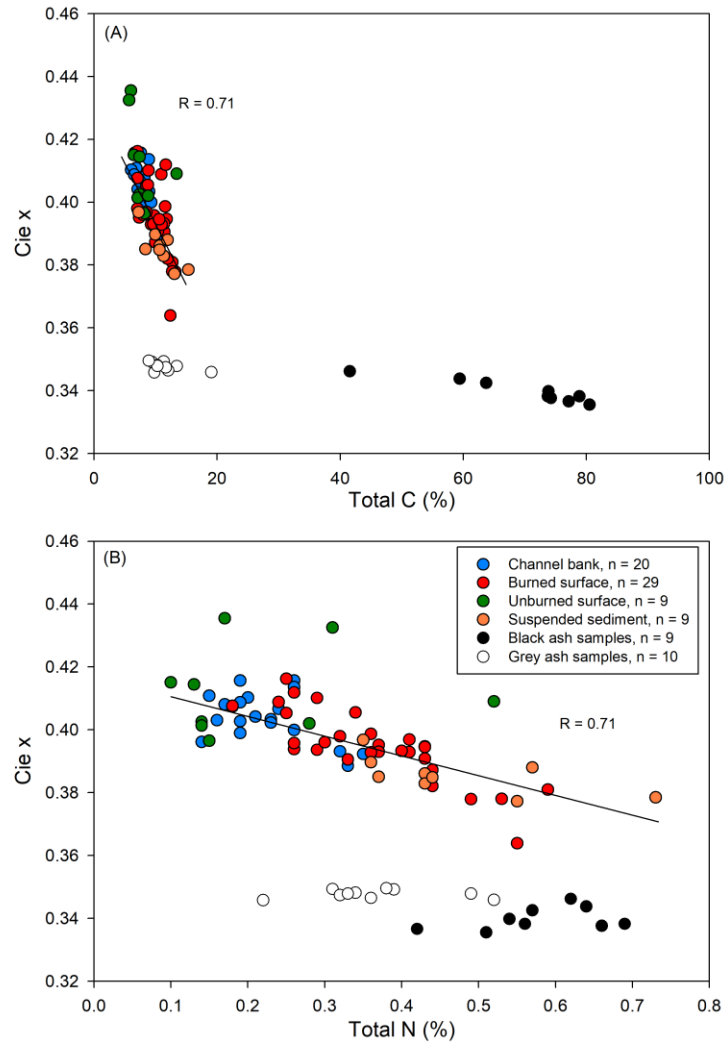 (A)
R = 0.71
0.46
0.44
0.42
0.40
0.38
0.36
0.34
0.32
Cie x
0 20 40 60 80 100
Total C (%)
(B)
Channel bank, n = 20
Burned surface, n = 29
Unburned surface, n = 9
Suspended sediment, n = 9
Black ash samples, n = 9
Grey ash samples, n = 10
R = 0.71
0.46
0.44
0.42
0.40
0.38
0.36
0.34
0.32
Cie x
0.0 0.1 0.2 0.3 0.4 0.5 0.6 0.7 0.8
Total N (%)